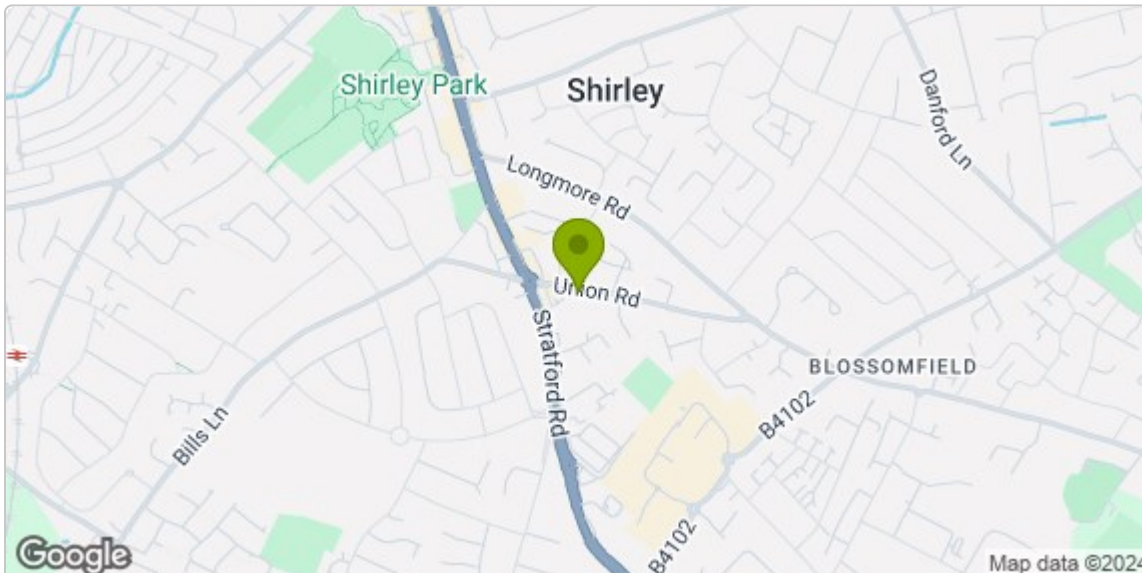 Shirley Park
Shirley
Danford Ln
Longmore Rd
Union Rd
Stratford Rd
BLOSSOMFIELD
Bills Ln
B4102
B4102
Google
Map data ©2024